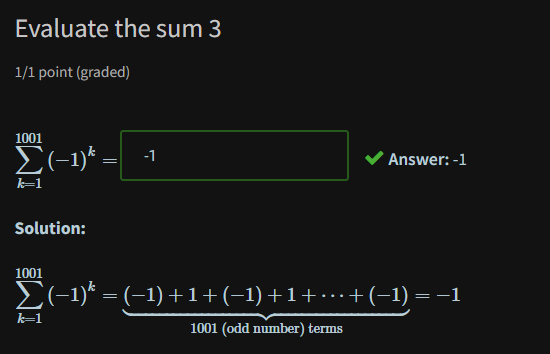 Evaluate the sum 3
1/1 point (graded)
1001
∑ (−1)^k = -1 ✔ Answer: -1
k=1
Solution:
1001
∑ (−1)^k = (−1) + 1 + (−1) + 1 + ⋯ + (−1) = −1
k=1
1001 (odd number) terms